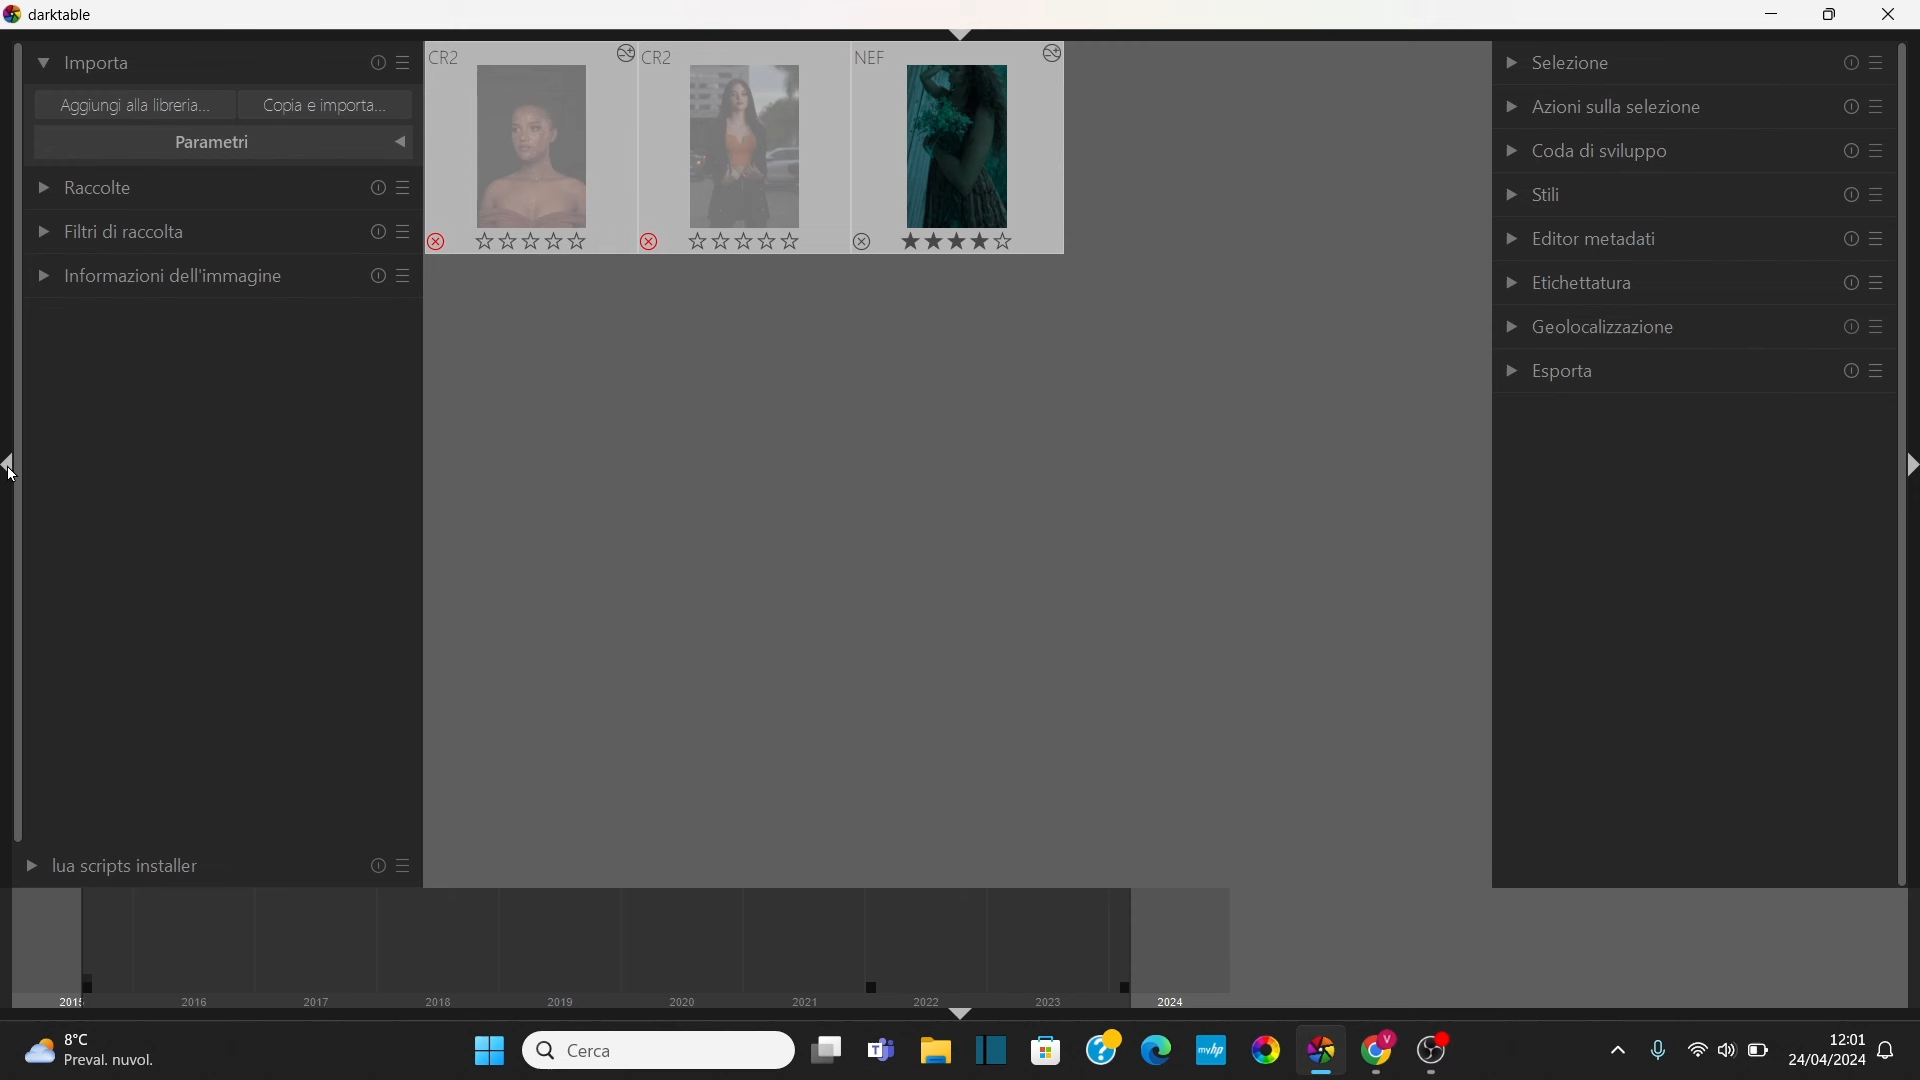 darktable
Importa
Aggiungi alla libreria...
Copia e importa...
Parametri
Raccolte
Filtri di raccolta
Informazioni dell'immagine
lua scripts installer
CR2
CR2
NEF
Selezione
Azioni sulla selezione
Coda di sviluppo
Stili
Editor metadati
Etichettatura
Geolocalizzazione
Esporta
2015 2016 2017 2018 2019 2020 2021 2022 2023 2024
8°C
Preval. nuvol.
Cerca
myhp
V
12:01
24/04/2024